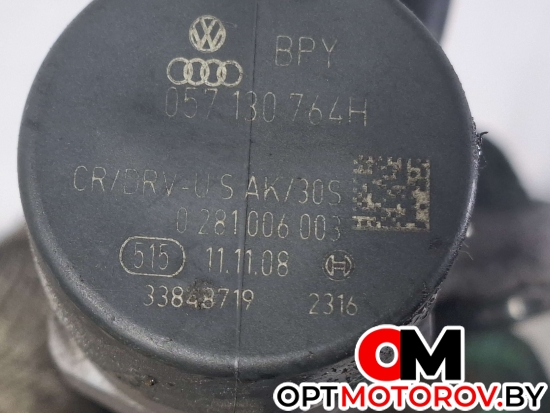 BPY
057 130 764H
CR/DRV-U S AK/30S
0 281 006 003
515 11.11.08
33848719 2316
OM
OPTMOTOROV.BY